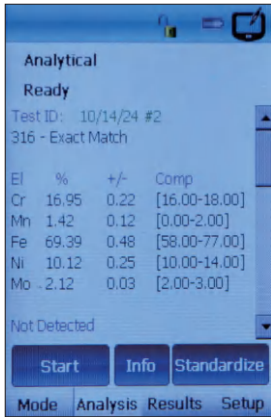 Analytical
Ready
Test ID: 10/14/24 #2
316 - Exact Match
El % +/- Comp
Cr 16.95 0.22 [16.00-18.00]
Mn 1.42 0.12 [0.00-2.00]
Fe 69.39 0.48 [58.00-77.00]
Ni 10.12 0.25 [10.00-14.00]
Mo 2.12 0.03 [2.00-3.00]
Not Detected
Start Info Standardize
Mode Analysis Results Setup